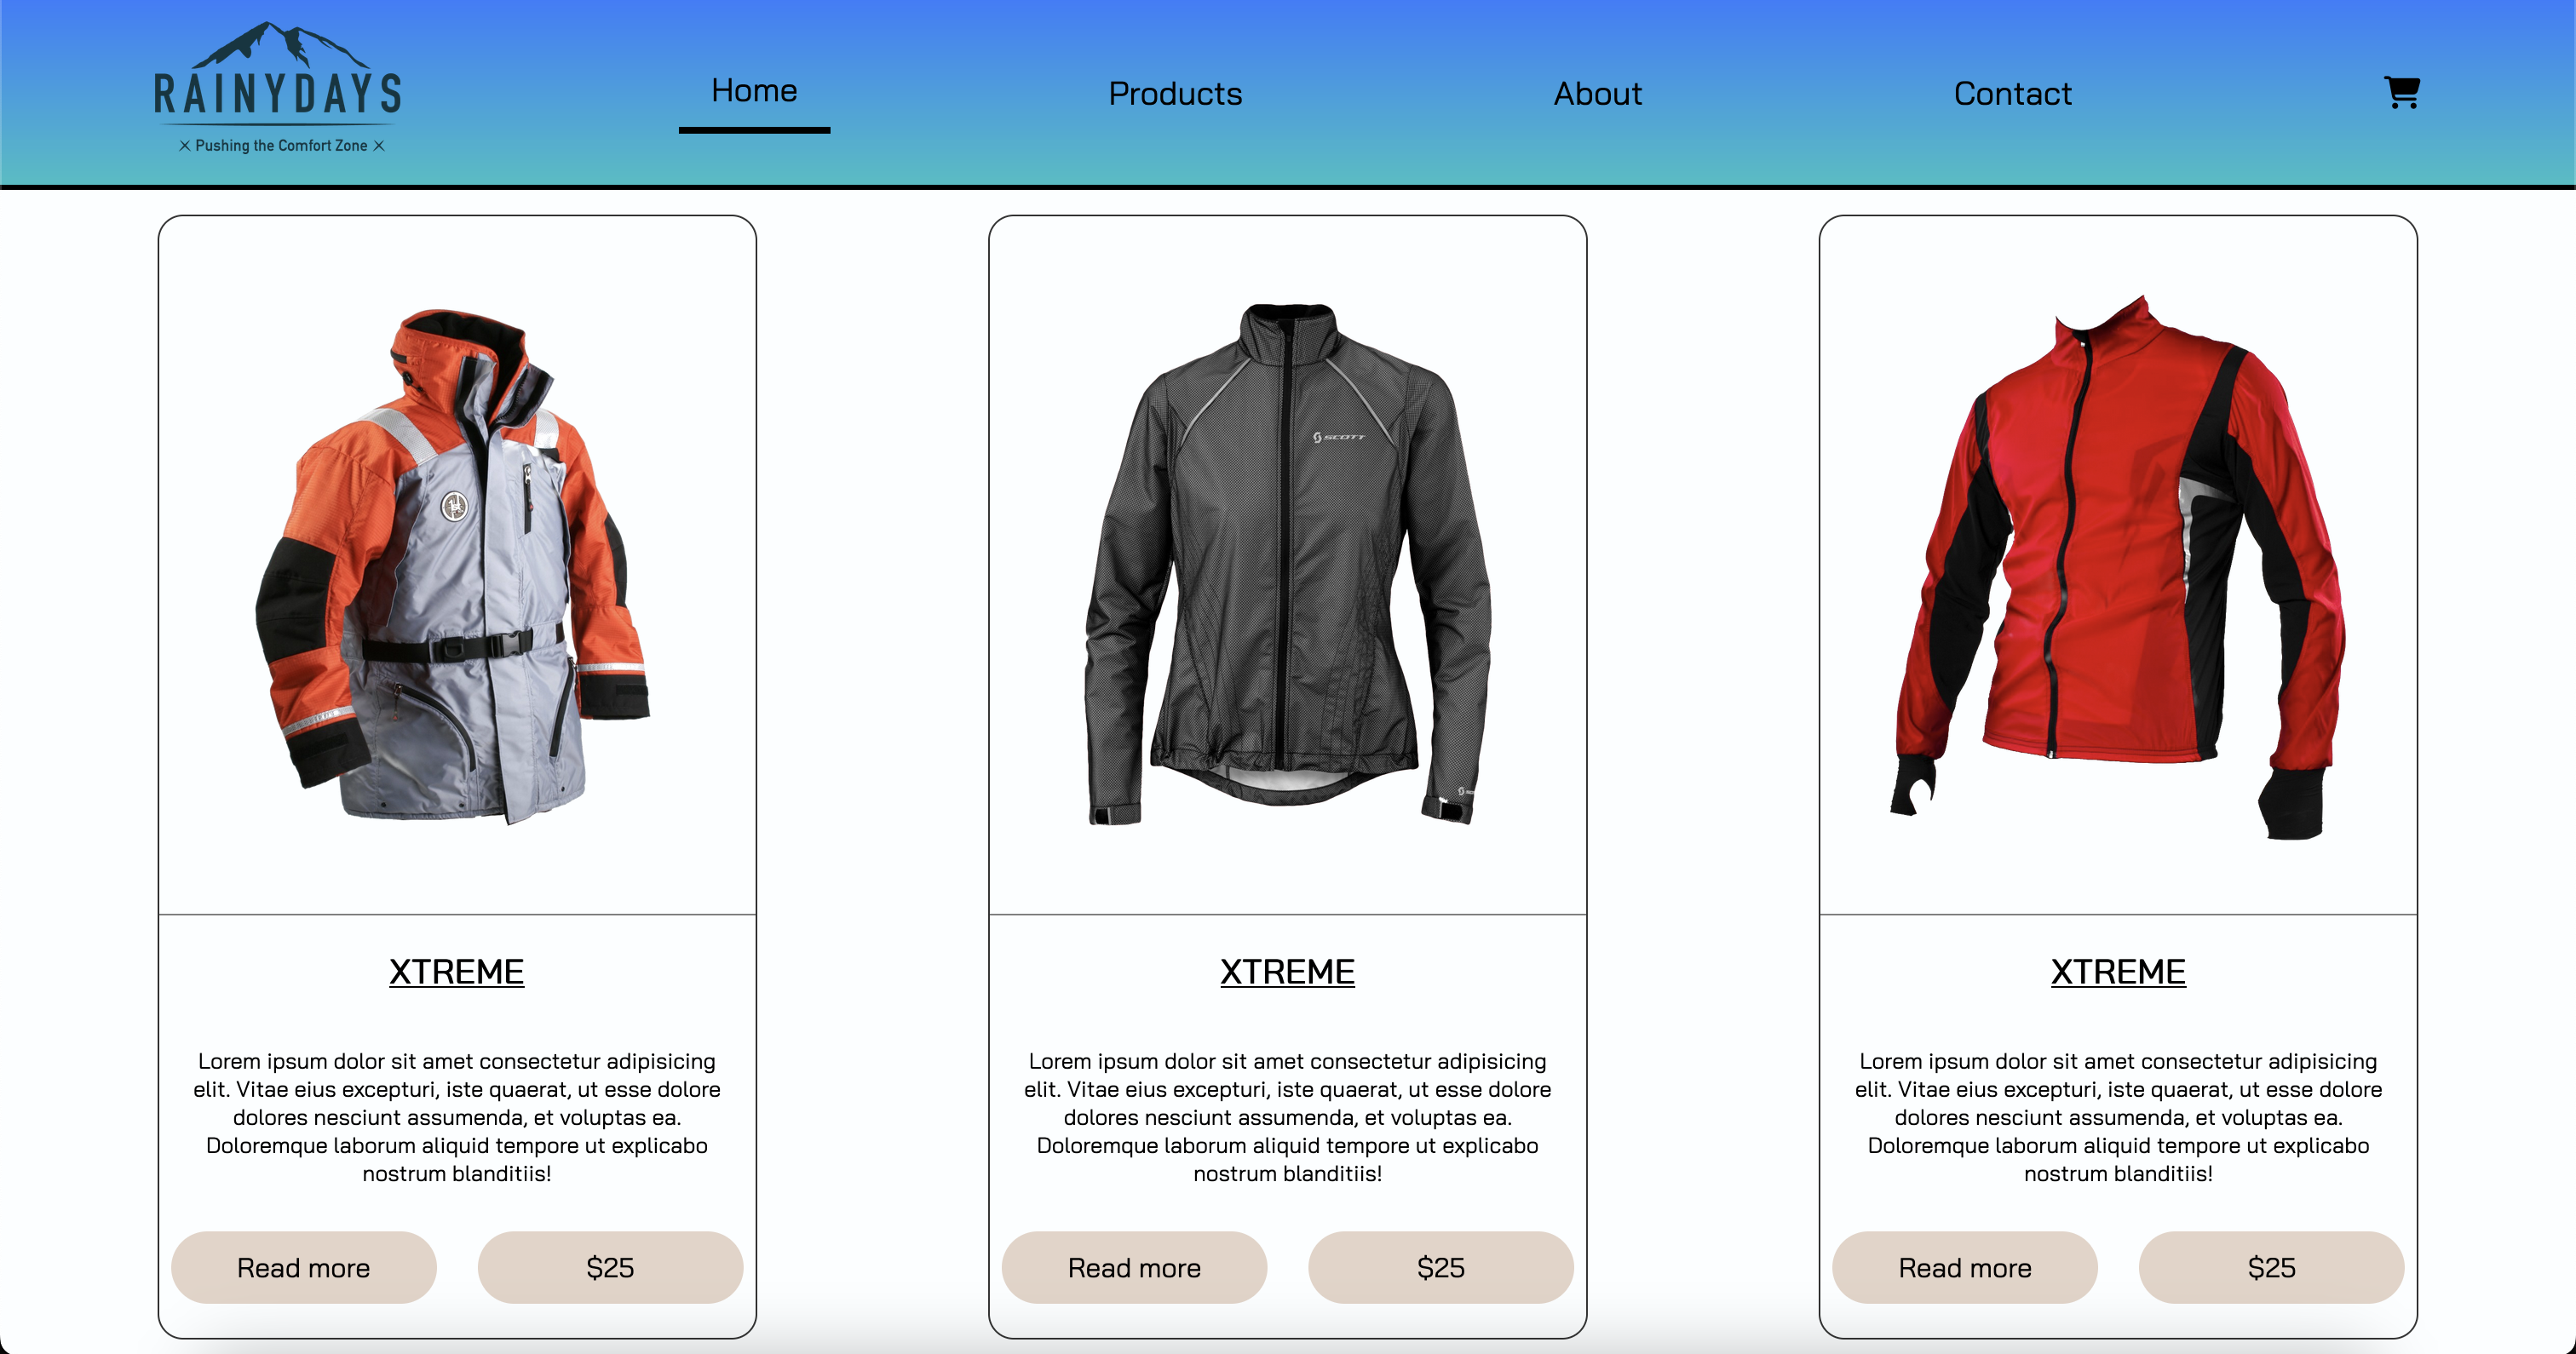 RAINYDAYS
Pushing the Comfort Zone
Home
Products
About
Contact
SCOTT
XTREME
Lorem ipsum dolor sit amet consectetur adipisicing
elit. Vitae eius excepturi, iste quaerat, ut esse dolore
dolores nesciunt assumenda, et voluptas ea.
Doloremque laborum aliquid tempore ut explicabo
nostrum blanditiis!
Read more
$25
XTREME
Lorem ipsum dolor sit amet consectetur adipisicing
elit. Vitae eius excepturi, iste quaerat, ut esse dolore
dolores nesciunt assumenda, et voluptas ea.
Doloremque laborum aliquid tempore ut explicabo
nostrum blanditiis!
Read more
$25
XTREME
Lorem ipsum dolor sit amet consectetur adipisicing
elit. Vitae eius excepturi, iste quaerat, ut esse dolore
dolores nesciunt assumenda, et voluptas ea.
Doloremque laborum aliquid tempore ut explicabo
nostrum blanditiis!
Read more
$25